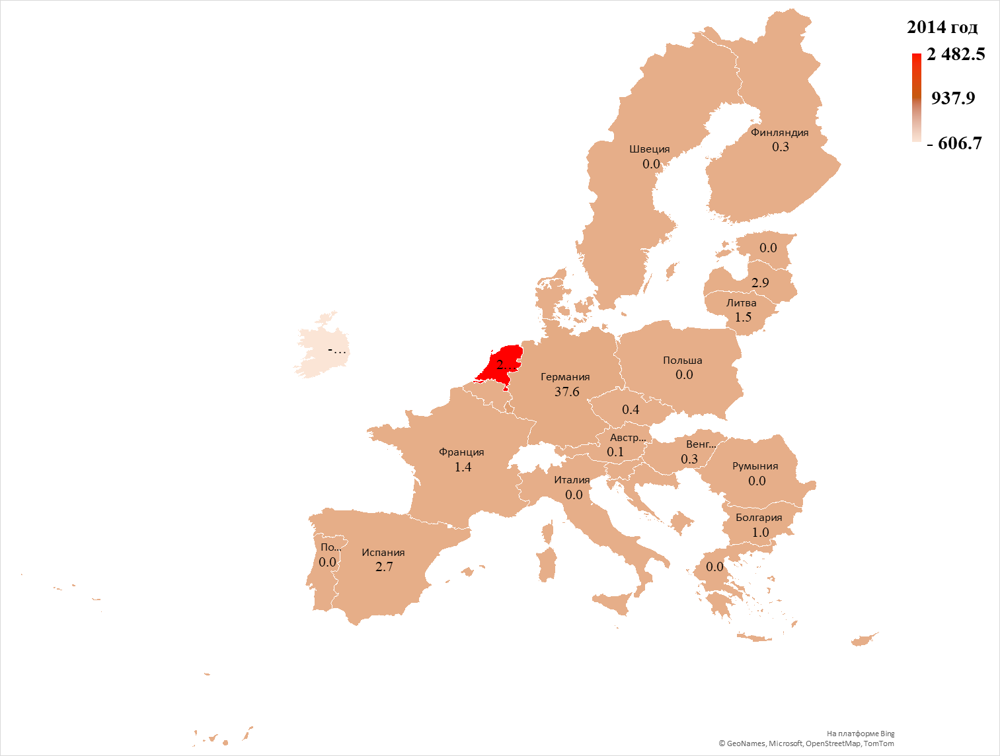 2014 год
2 482.5
937.9
- 606.7
Финляндия
0.3
Швеция
0.0
0.0
2.9
Литва
1.5
-...
2...
Польша
0.0
Германия
37.6
0.4
Австр...
0.1
Венг...
0.3
Франция
1.4
Румыния
0.0
Италия
0.0
Болгария
1.0
По...
0.0
Испания
2.7
0.0
На платформе Bing
© GeoNames, Microsoft, OpenStreetMap, TomTom